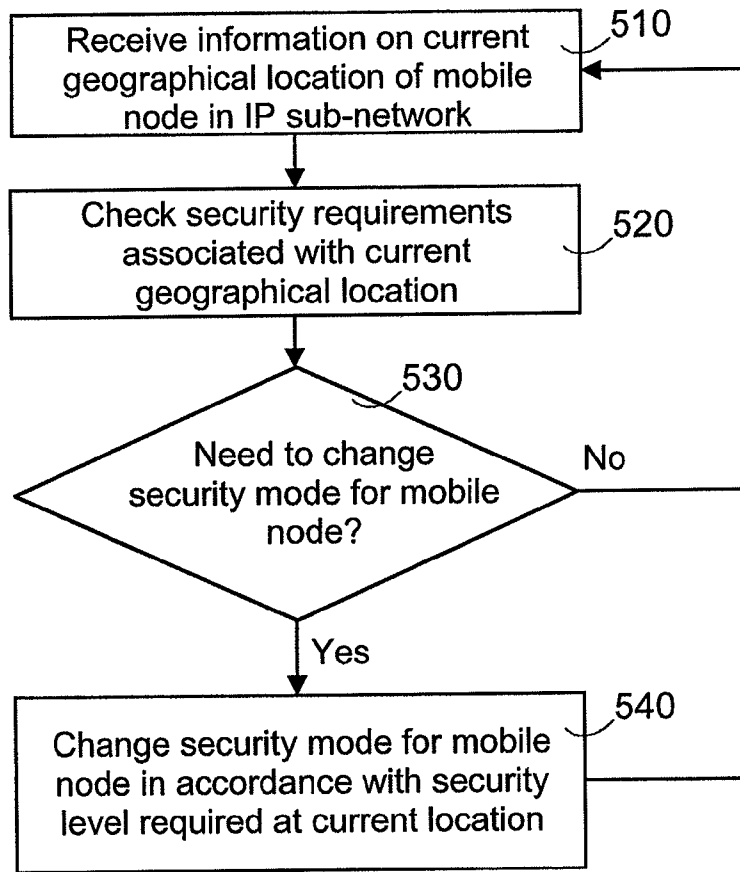 Receive information on current
geographical location of mobile
node in IP sub-network
510
Check security requirements
associated with current
geographical location
520
530
Need to change
security mode for mobile
node?
No
Yes
Change security mode for mobile
node in accordance with security
level required at current location
540